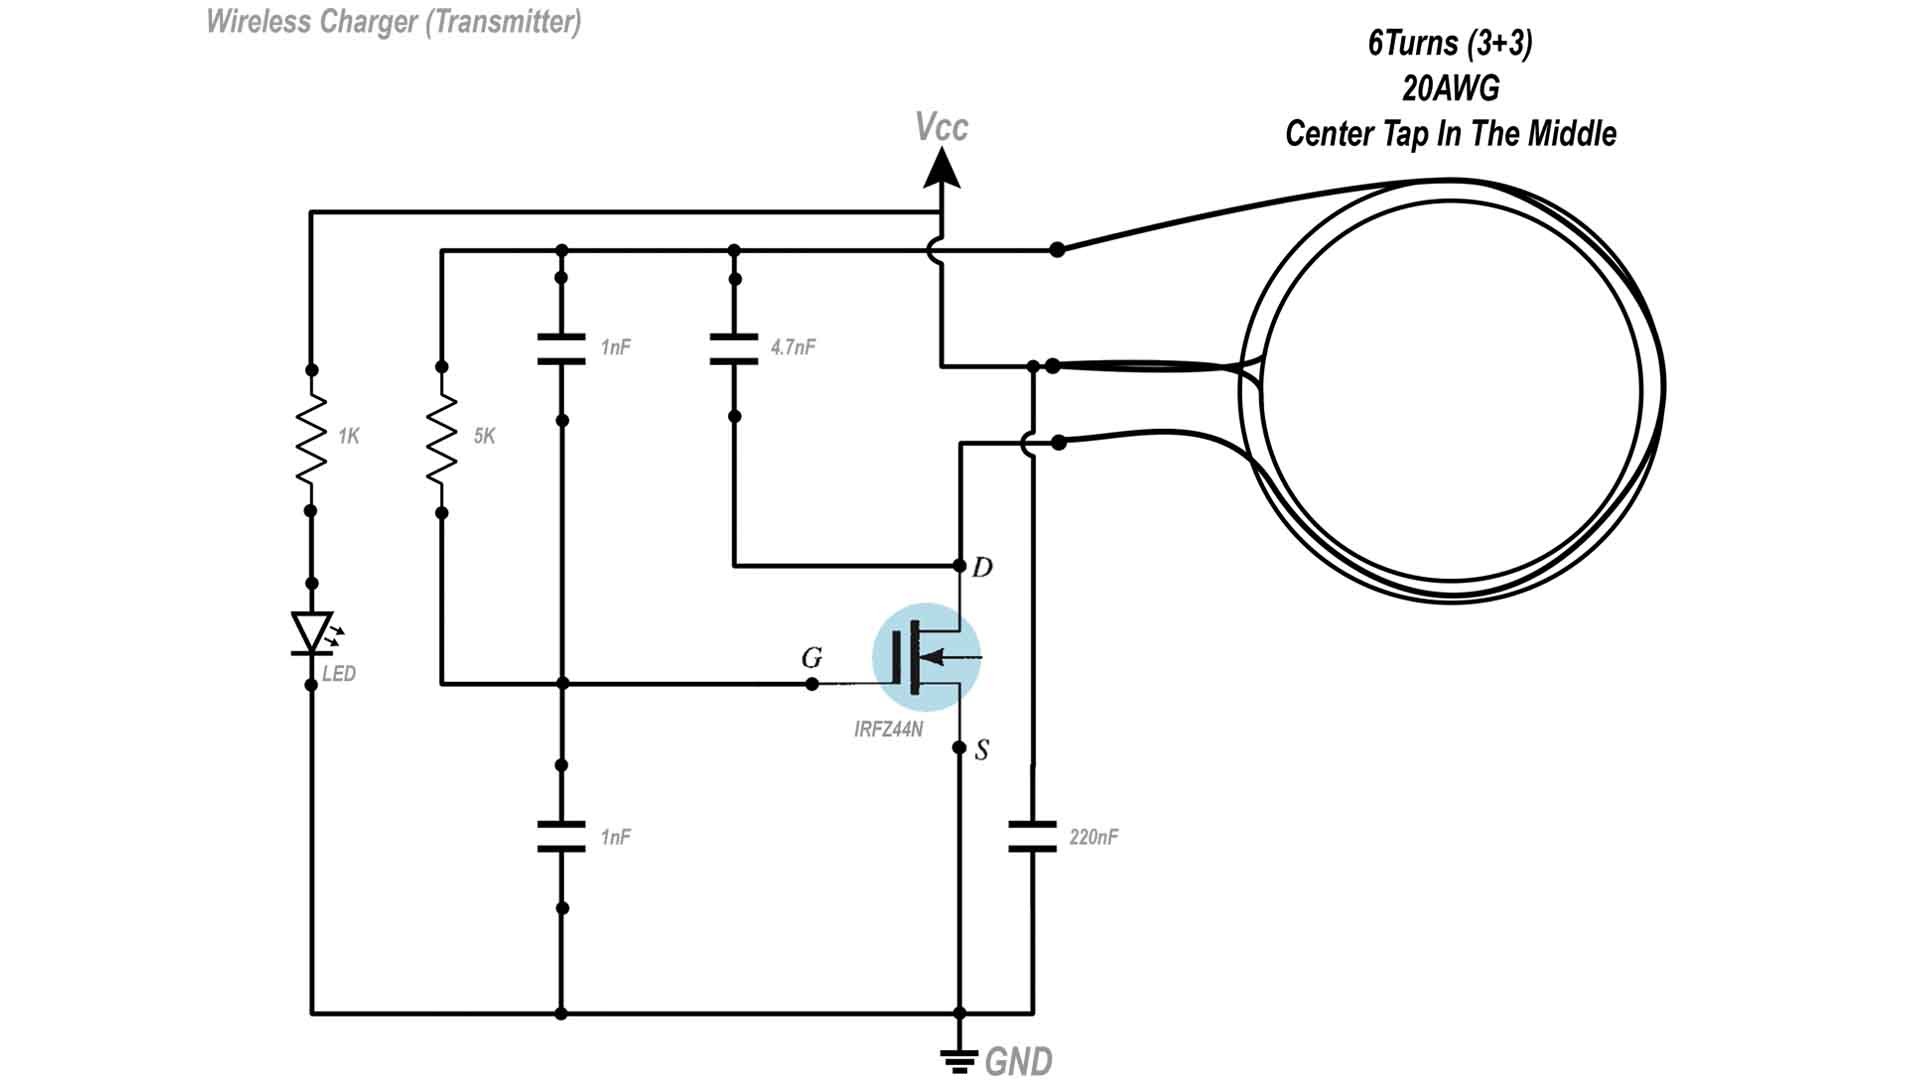 Wireless Charger (Transmitter)
6Turns (3+3)
20AWG
Center Tap In The Middle
Vcc
1nF
4.7nF
1K
5K
D
G
LED
IRFZ44N
S
1nF
220nF
GND